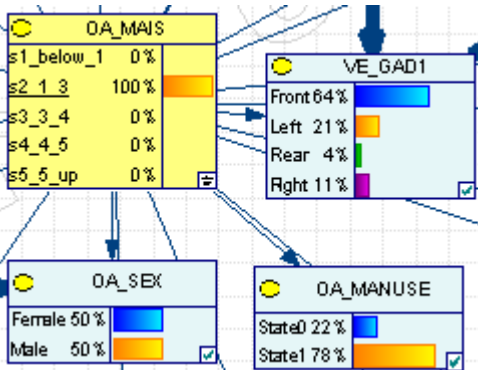 OA_MAIS
s1_below_1 0%
s2_1_3 100%
s3_3_4 0%
s4_4_5 0%
s5_5_up 0%
VE_GAD1
Front 64%
Left 21%
Rear 4%
Right 11%
OA_SEX
Female 50%
Male 50%
OA_MANUSE
State0 22%
State1 78%